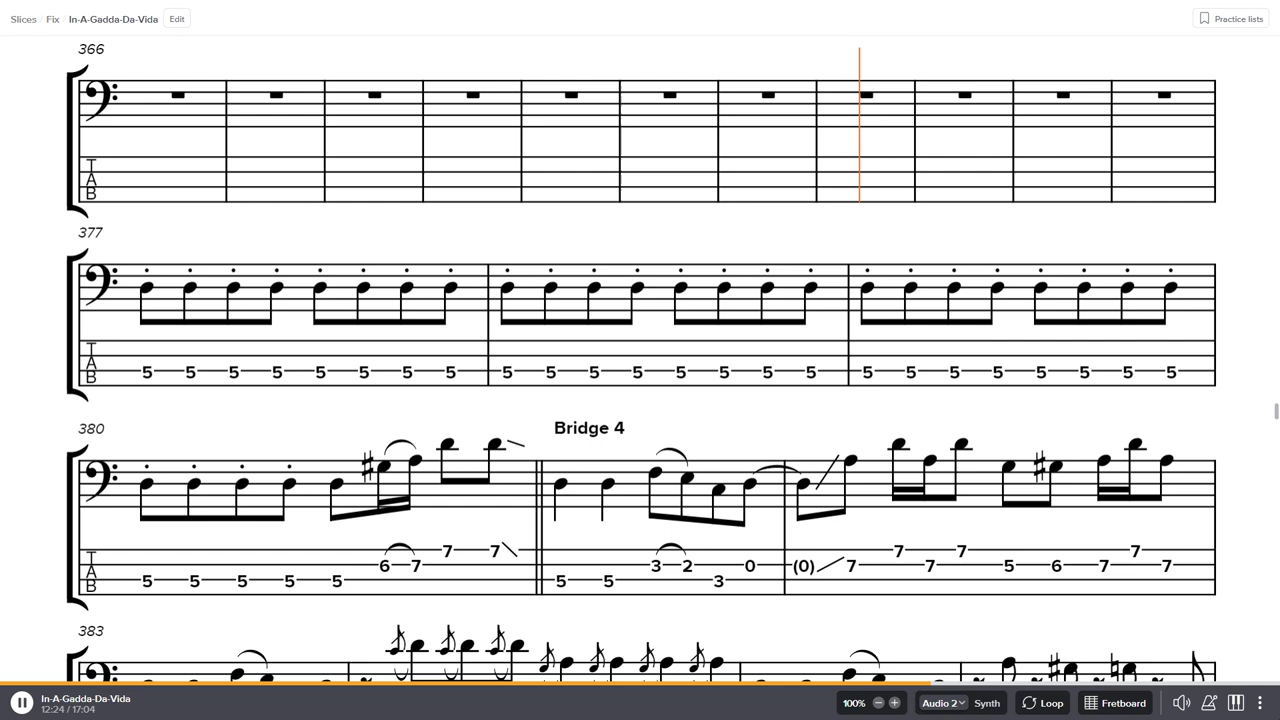 Slices / Fix / In-A-Gadda-Da-Vida Edit Practice lists
366
T
A
B
377
T
A
B
5 5 5 5 5 5 5 5 5 5 5 5 5 5 5 5 5 5 5 5 5 5 5 5
380 Bridge 4
T
A
B
7 7 7 7 7
6 7 3 2 0 (0) 7 7 5 6 7 7
5 5 5 5 5 5 5 3
383
In-A-Gadda-Da-Vida
12:24 / 17:04
100% Audio 2 Synth Loop Fretboard